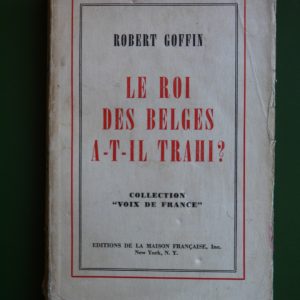 ROBERT GOFFIN
LE ROI
DES BELGES
A-T-IL TRAHI?
COLLECTION
"VOIX DE FRANCE"
EDITIONS DE LA MAISON FRANÇAISE, Inc.
New York, N. Y.